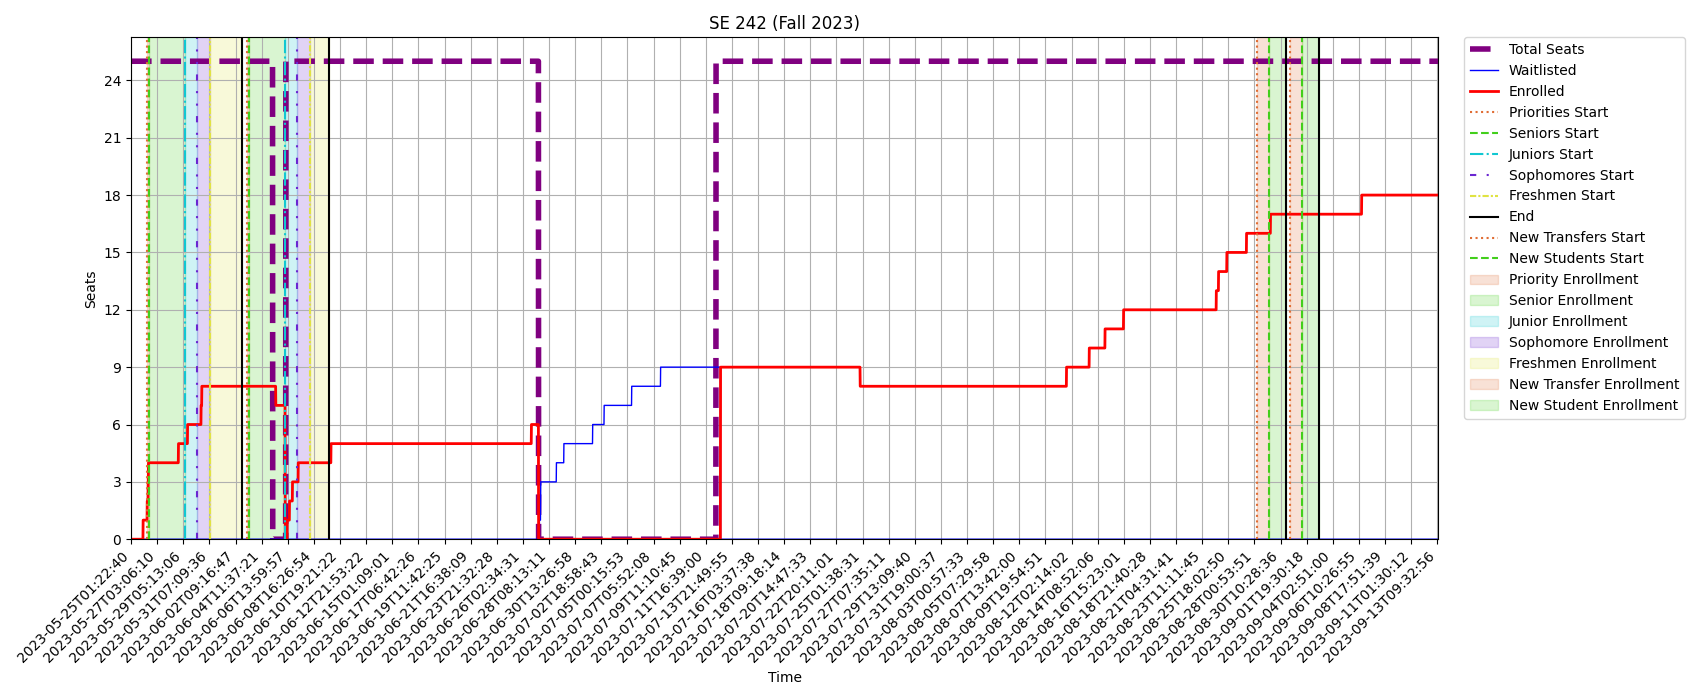 SE 242 (Fall 2023)
Seats
24
21
18
15
12
9
6
3
0
2023-05-25T01:22:40
2023-05-27T03:06:10
2023-05-29T05:13:06
2023-05-31T07:09:36
2023-06-02T09:16:47
2023-06-04T11:37:21
2023-06-06T13:59:57
2023-06-08T16:26:54
2023-06-10T19:21:22
2023-06-12T21:53:22
2023-06-15T01:09:01
2023-06-17T06:42:26
2023-06-19T11:42:25
2023-06-21T16:38:09
2023-06-23T21:32:28
2023-06-26T02:34:31
2023-06-28T08:13:11
2023-06-30T13:26:58
2023-07-02T18:58:43
2023-07-05T00:15:53
2023-07-07T05:52:08
2023-07-09T11:10:45
2023-07-11T16:39:00
2023-07-13T21:49:55
2023-07-16T03:37:38
2023-07-18T09:18:14
2023-07-20T14:47:33
2023-07-22T20:11:01
2023-07-25T01:38:31
2023-07-27T07:35:11
2023-07-29T13:09:40
2023-07-31T19:00:37
2023-08-03T00:57:33
2023-08-05T07:29:58
2023-08-07T13:42:00
2023-08-09T19:54:51
2023-08-12T02:14:02
2023-08-14T08:52:06
2023-08-16T15:23:01
2023-08-18T21:40:28
2023-08-21T04:31:41
2023-08-23T11:11:45
2023-08-25T18:02:50
2023-08-28T00:53:51
2023-08-30T10:28:36
2023-09-01T19:30:18
2023-09-04T02:51:00
2023-09-06T10:26:55
2023-09-08T17:51:39
2023-09-11T01:30:12
2023-09-13T09:32:56
Time
Total Seats
Waitlisted
Enrolled
Priorities Start
Seniors Start
Juniors Start
Sophomores Start
Freshmen Start
End
New Transfers Start
New Students Start
Priority Enrollment
Senior Enrollment
Junior Enrollment
Sophomore Enrollment
Freshmen Enrollment
New Transfer Enrollment
New Student Enrollment